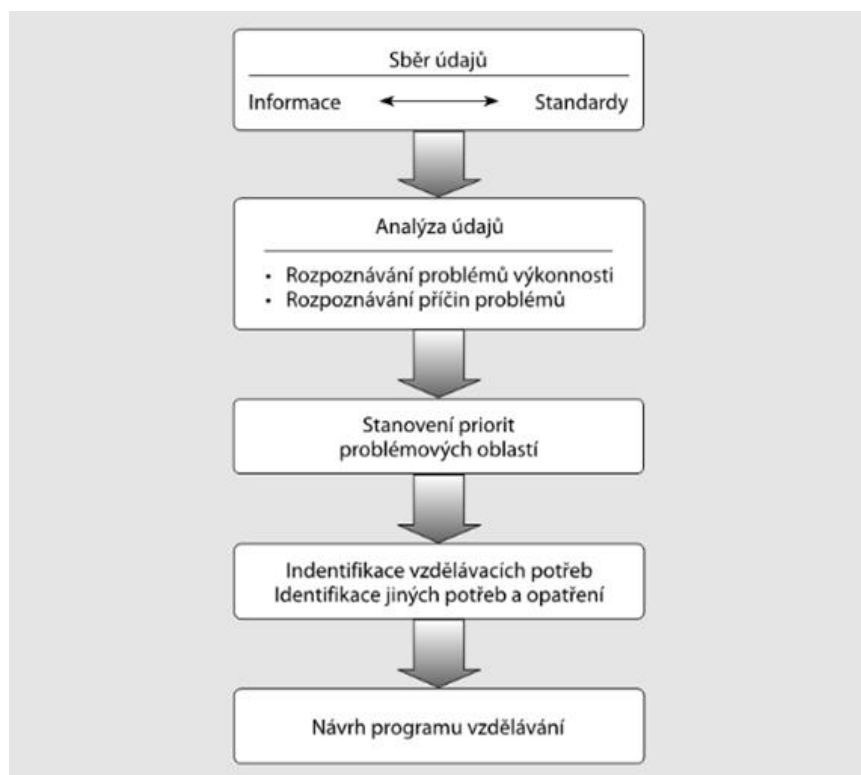 Sběr údajů
Informace Standardy
Analýza údajů
• Rozpoznávání problémů výkonnosti
• Rozpoznávání příčin problémů
Stanovení priorit
problémových oblastí
Indentifikace vzdělávacích potřeb
Identifikace jiných potřeb a opatření
Návrh programu vzdělávání